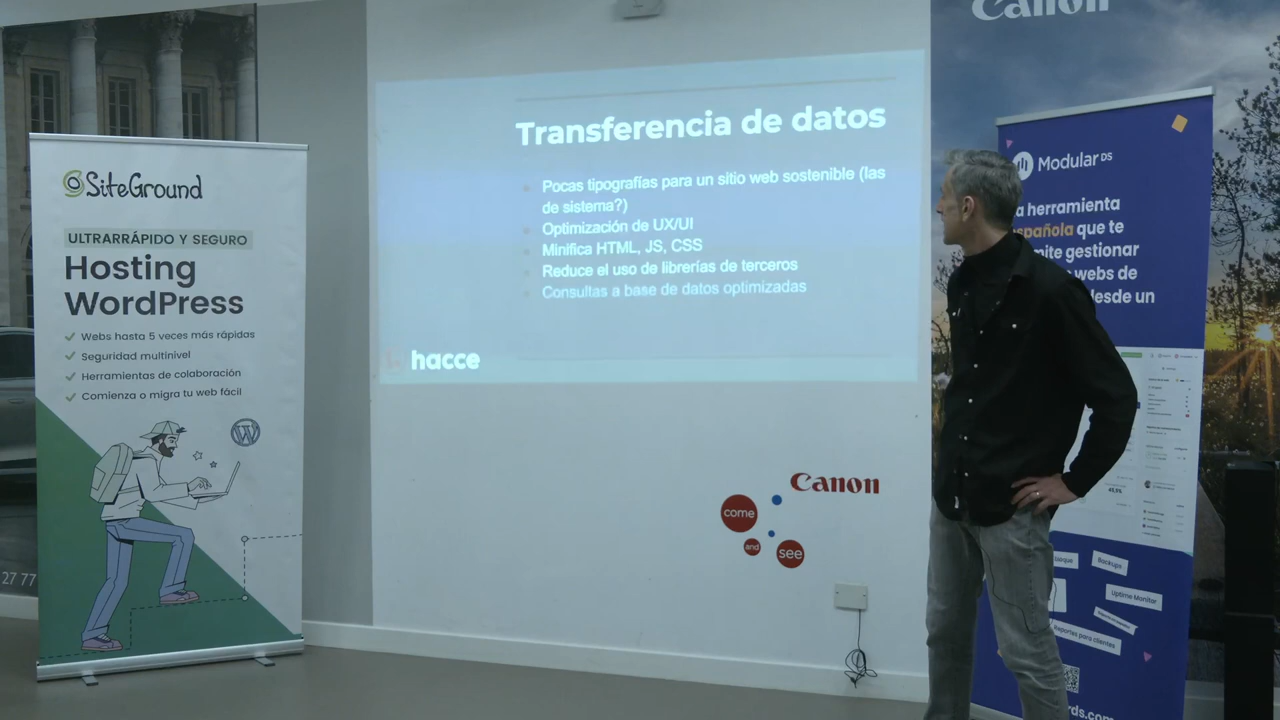 SiteGround
ULTRARRÁPIDO Y SEGURO
Hosting
WordPress
Webs hasta 5 veces más rápidas
Seguridad multinivel
Herramientas de colaboración
Comienza o migra tu web fácil
27 77
Transferencia de datos
Pocas tipografías para un sitio web sostenible (las
de sistema?)
Optimización de UX/UI
Minifica HTML, JS, CSS
Reduce el uso de librerías de terceros
Consultas a base de datos optimizadas
hacce
Canon
come
and
see
Canon
Modular DS
a herramienta
española que te
mite gestionar
webs de
desde un
Backups
Uptime Monitor
Reportes para clientes
rds.com